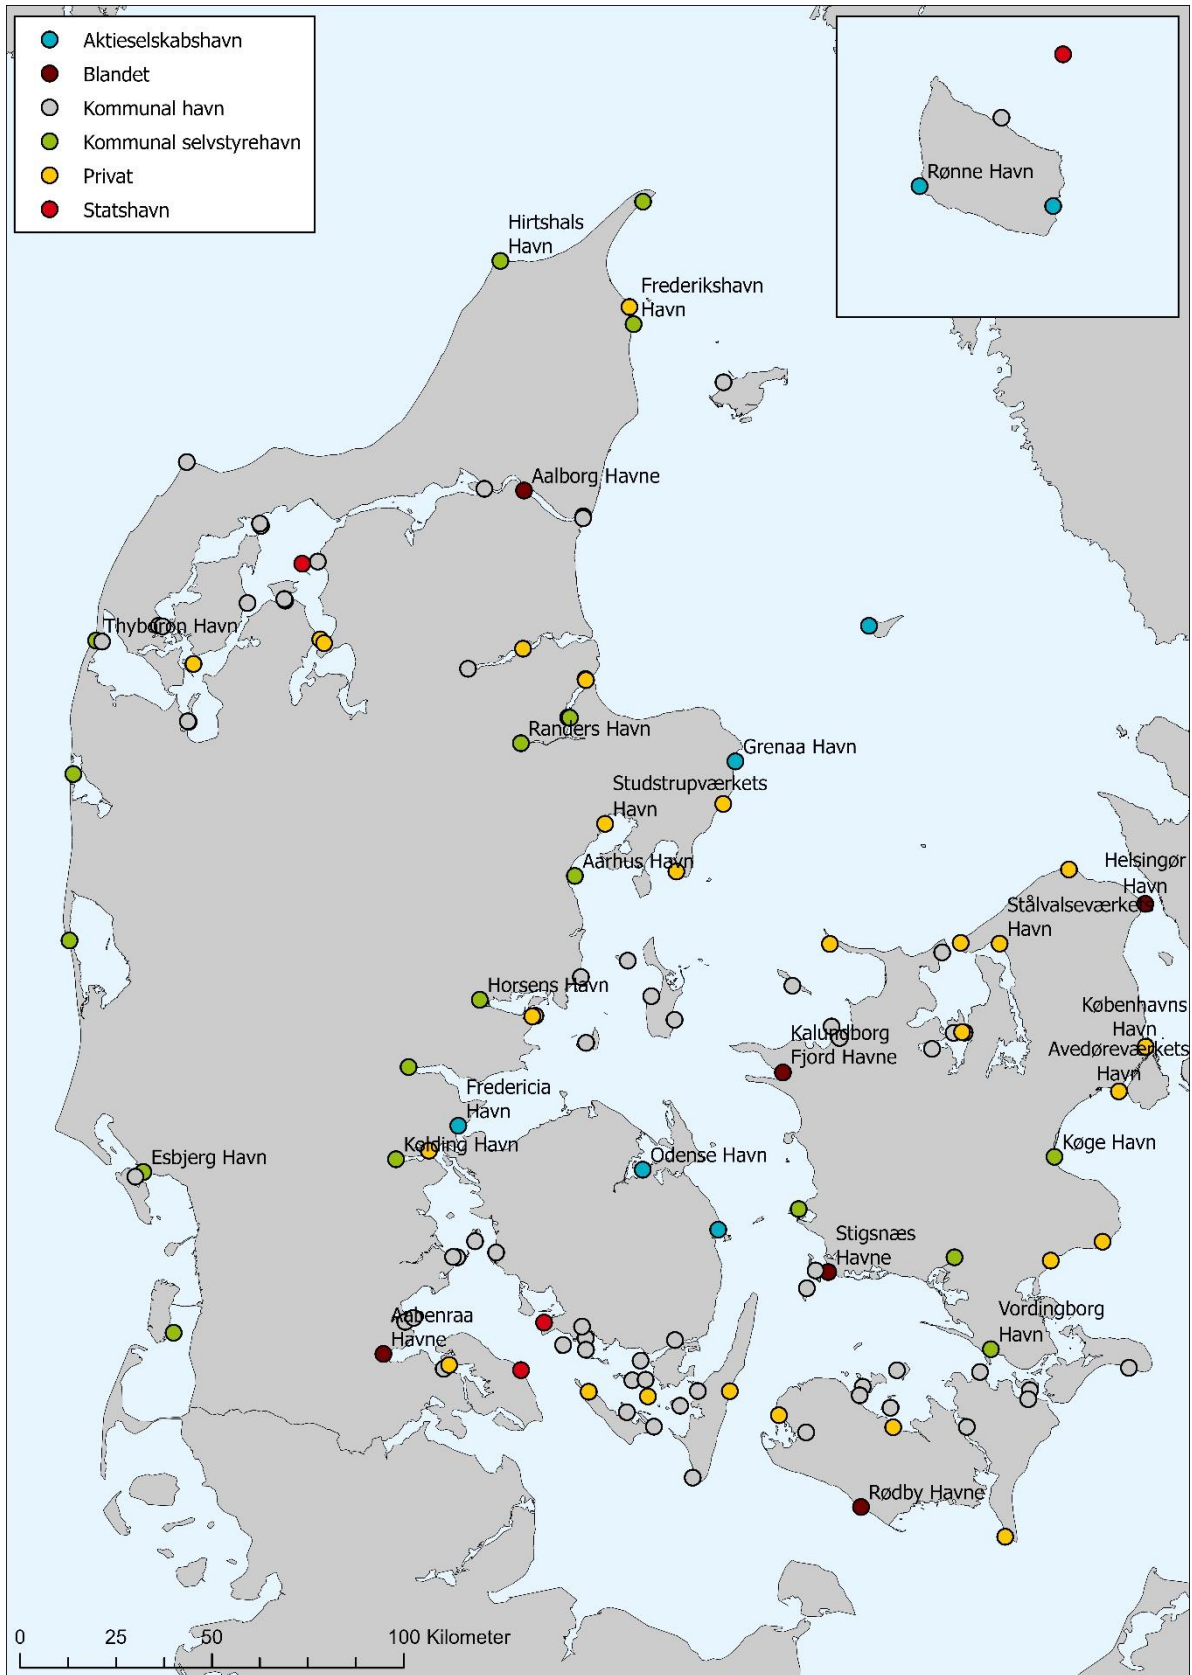 Aktieselskabshavn
Blandet
Kommunal havn
Kommunal selvstyrehavn
Privat
Statshavn
Rønne Havn
Hirtshals
Havn
Frederikshavn
Havn
Aalborg Havne
Thyborøn Havn
Randers Havn
Grenaa Havn
Studstrupværkets
Havn
Aarhus Havn
Helsingør
Havn
Stålvalseværkets
Havn
Horsens Havn
Københavns
Havn
Kalundborg
Fjord Havne
Avedøreværkets
Havn
Fredericia
Havn
Kolding Havn
Køge Havn
Esbjerg Havn
Odense Havn
Stigsnæs
Havne
Vordingborg
Havn
Aabenraa
Havne
Rødby Havne
0 25 50 100 Kilometer